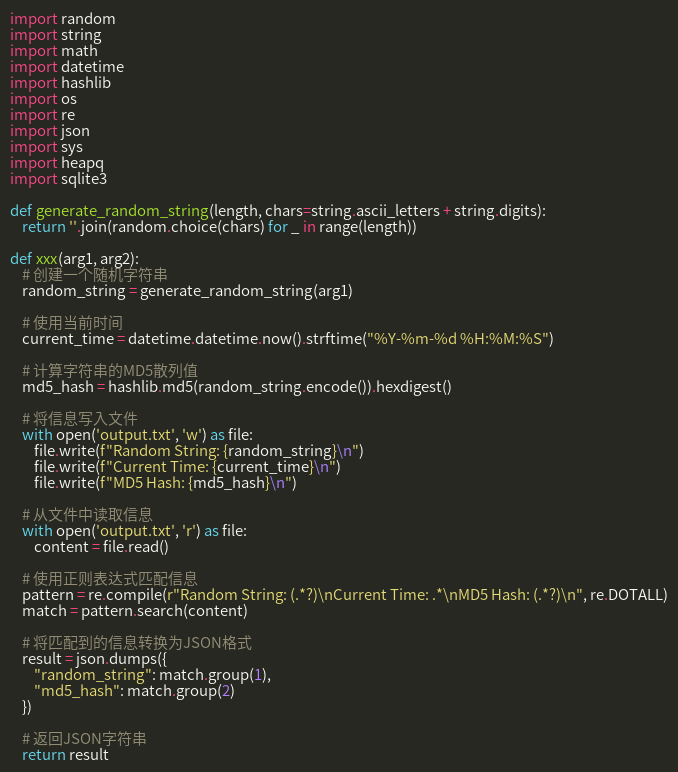 import random
import string
import math
import datetime
import hashlib
import os
import re
import json
import sys
import heapq
import sqlite3
def generate_random_string(length, chars=string.ascii_letters + string.digits):
return ''.join(random.choice(chars) for _ in range(length))
def xxx(arg1, arg2):
# 创建一个随机字符串
random_string = generate_random_string(arg1)
# 使用当前时间
current_time = datetime.datetime.now().strftime("%Y-%m-%d %H:%M:%S")
# 计算字符串的MD5散列值
md5_hash = hashlib.md5(random_string.encode()).hexdigest()
# 将信息写入文件
with open('output.txt', 'w') as file:
file.write(f"Random String: {random_string}\n")
file.write(f"Current Time: {current_time}\n")
file.write(f"MD5 Hash: {md5_hash}\n")
# 从文件中读取信息
with open('output.txt', 'r') as file:
content = file.read()
# 使用正则表达式匹配信息
pattern = re.compile(r"Random String: (.*?)\nCurrent Time: .*\nMD5 Hash: (.*?)\n", re.DOTALL)
match = pattern.search(content)
# 将匹配到的信息转换为JSON格式
result = json.dumps({
"random_string": match.group(1),
"md5_hash": match.group(2)
})
# 返回JSON字符串
return result